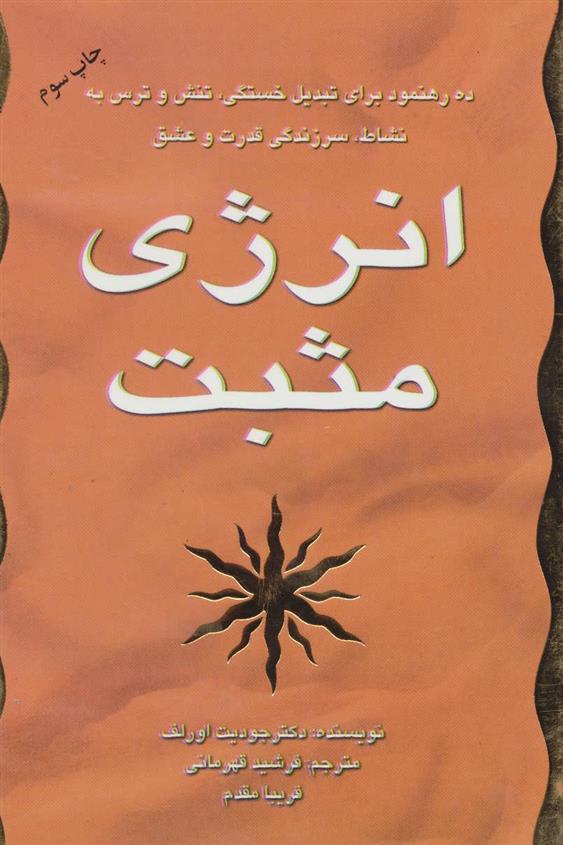 چاپ سوم
ده رهنمود برای تبدیل خستگی، تنش و ترس به
نشاط، سرزندگی قدرت و عشق
انرژی
مثبت
نویسنده: دکتر جودیت اورلف
مترجم: فرشید قهرمانی
فریبا مقدم